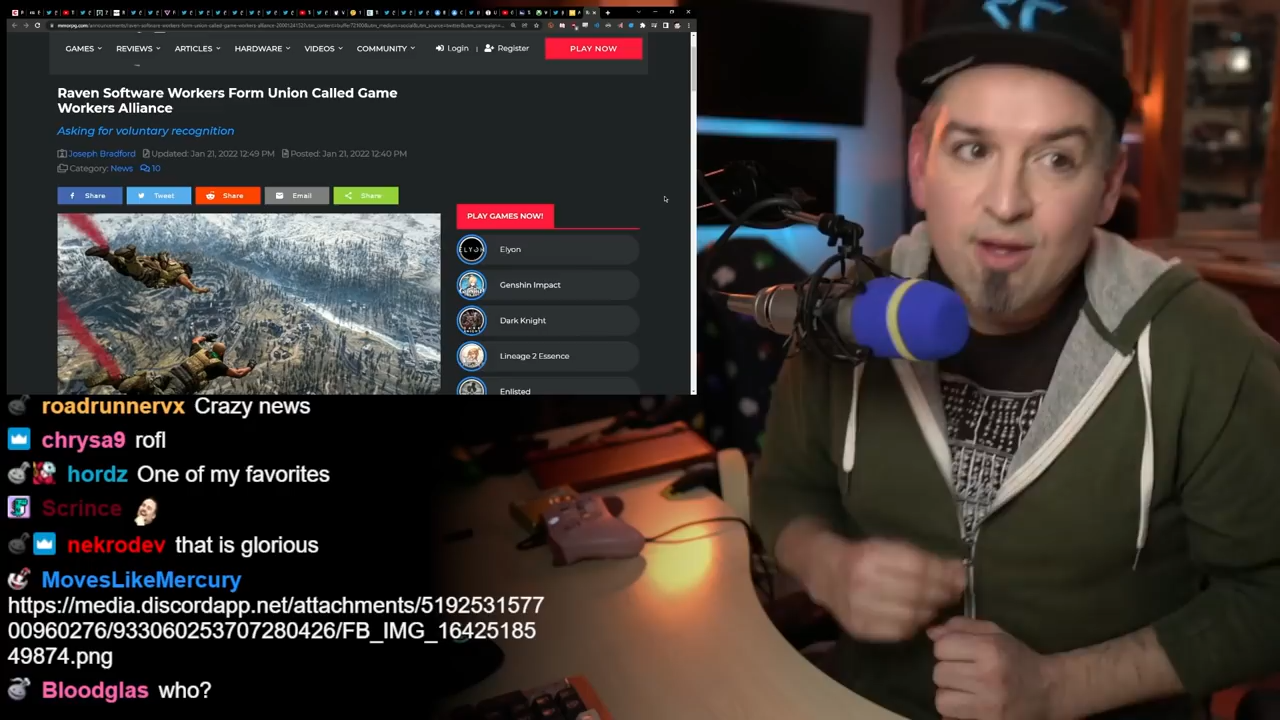 GAMES
REVIEWS
ARTICLES
HARDWARE
VIDEOS
COMMUNITY
Login
Register
PLAY NOW
Raven Software Workers Form Union Called Game
Workers Alliance
Asking for voluntary recognition
Joseph Bradford Updated: Jan 21, 2022 12:49 PM Posted: Jan 21, 2022 12:40 PM
Category: News 10
Share
Tweet
Share
Email
Share
PLAY GAMES NOW!
Elyon
Genshin Impact
Dark Knight
Lineage 2 Essence
Enlisted
roadrunnervx Crazy news
chrysa9 rofl
hordz One of my favorites
Scrince
nekrodev that is glorious
MovesLikeMercury
https://media.discordapp.net/attachments/5192531577
00960276/933060253707280426/FB_IMG_16425185
49874.png
Bloodglas who?